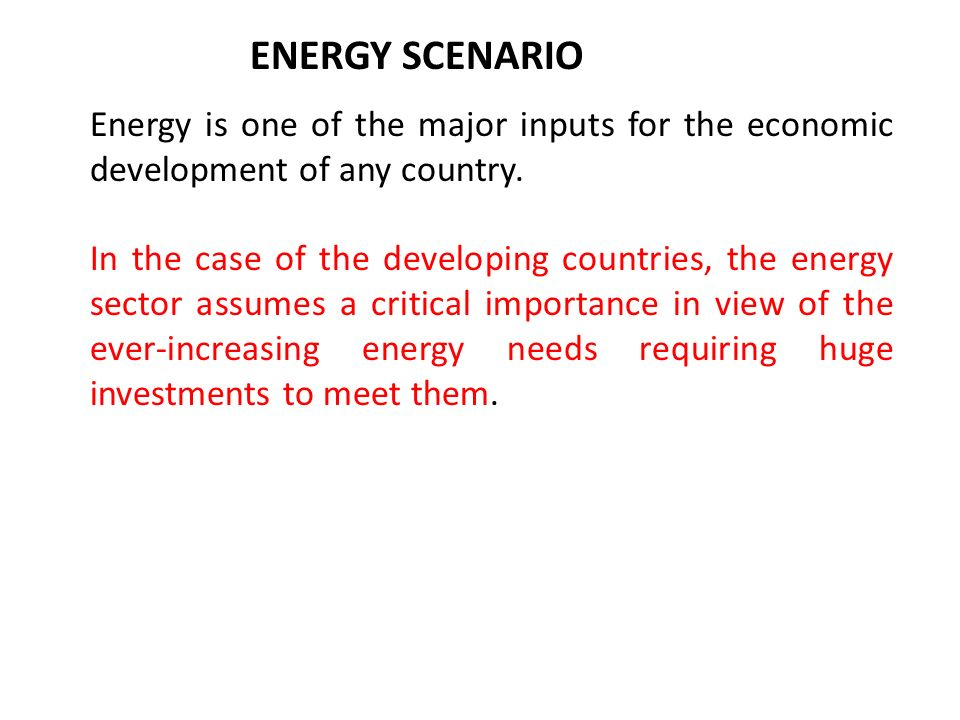 ENERGY SCENARIO
Energy is one of the major inputs for the economic
development of any country.
In the case of the developing countries, the energy
sector assumes a critical importance in view of the
ever-increasing energy needs requiring huge
investments to meet them.